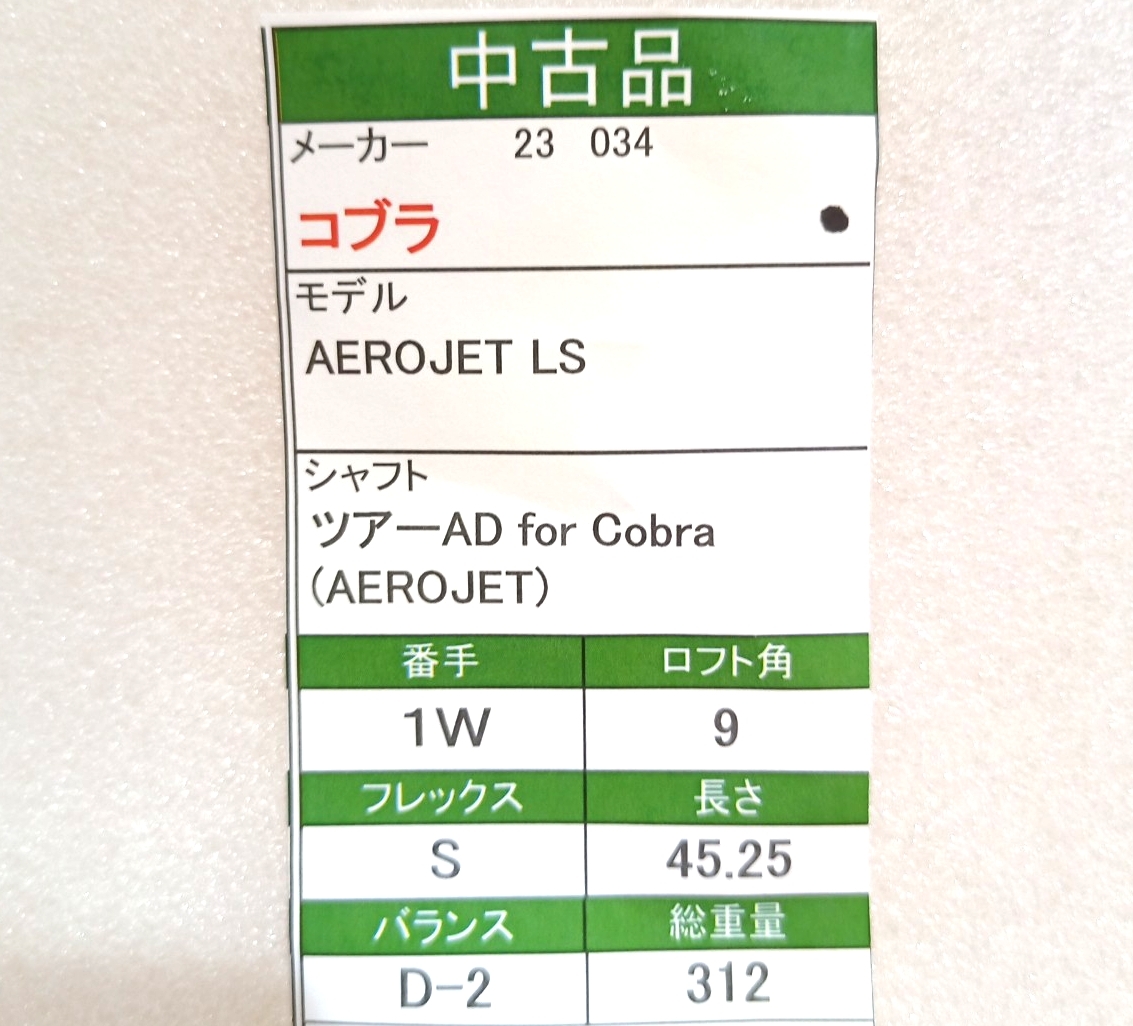 中古品
メーカー 23 034
コブラ
モデル
AEROJET LS
シャフト
ツアーAD for Cobra
(AEROJET)
番手 ロフト角
1W 9
フレックス 長さ
S 45.25
バランス 総重量
D-2 312